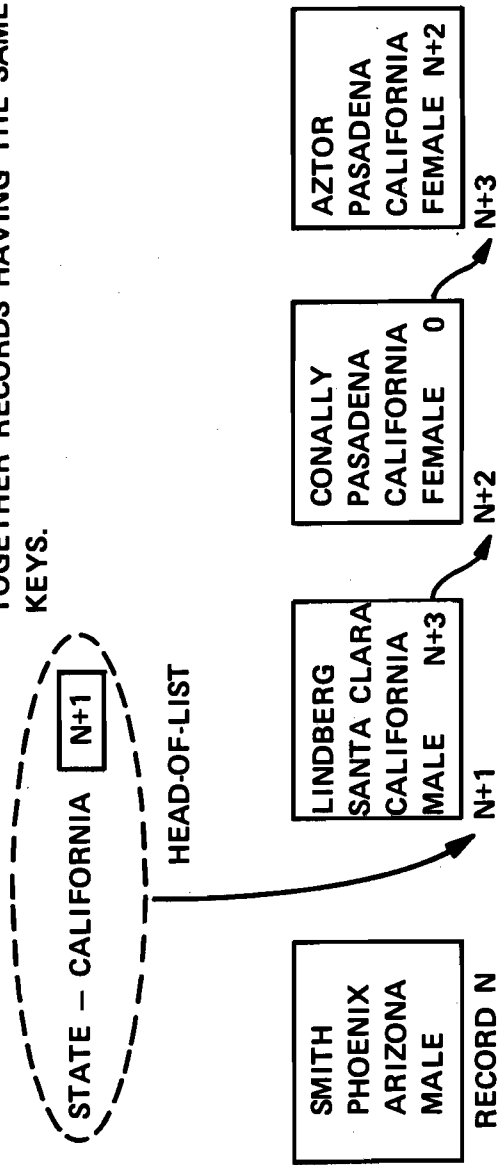 TOGETHER RECORDS HAVING THE SAME
KEYS.
STATE – CALIFORNIA N+1
HEAD-OF-LIST
SMITH
PHOENIX
ARIZONA
MALE
RECORD N
LINDBERG
SANTA CLARA
CALIFORNIA
MALE N+3
N+1
CONALLY
PASADENA
CALIFORNIA
FEMALE 0
N+2
AZTOR
PASADENA
CALIFORNIA
FEMALE N+2
N+3